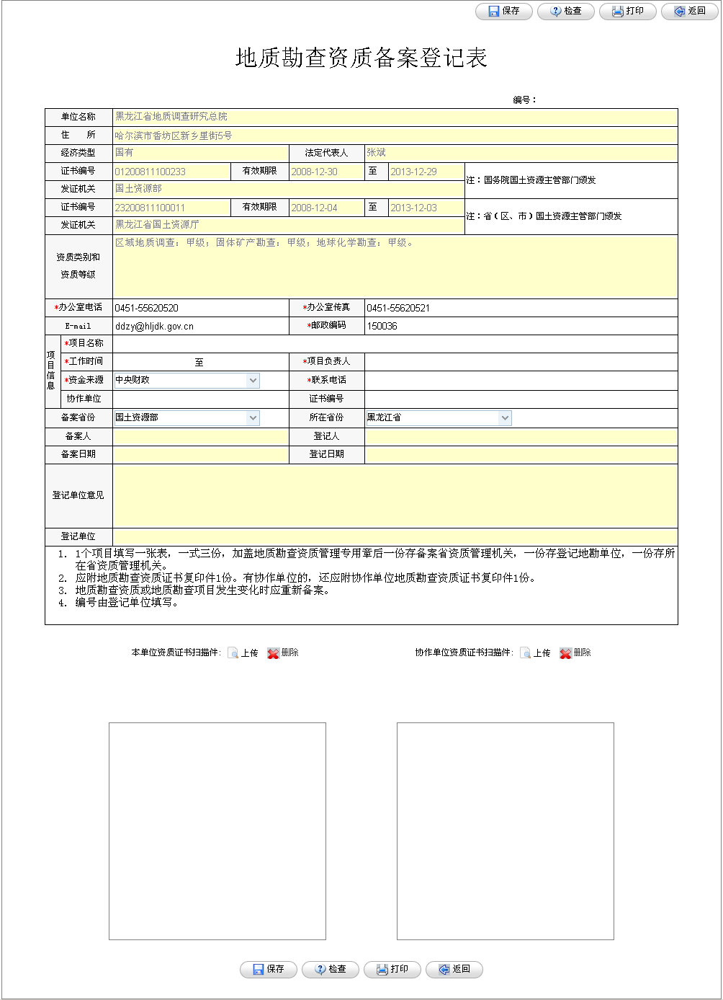 保存 检查 打印 返回
地质勘查资质备案登记表
编号：
单位名称 黑龙江省地质调查研究总院
住 所 哈尔滨市香坊区新乡里街5号
经济类型 国有 法定代表人 张斌
证书编号 01200811100233 有效期限 2008-12-30 至 2013-12-29
注：国务院国土资源主管部门颁发
发证机关 国土资源部
证书编号 23200811100011 有效期限 2008-12-04 至 2013-12-03
注：省（区、市）国土资源主管部门颁发
发证机关 黑龙江省国土资源厅
资质类别和
资质等级
区域地质调查：甲级；固体矿产勘查：甲级；地球化学勘查：甲级。
*办公室电话 0451-55620520 *办公室传真 0451-55620521
E-mail ddzy@hljdk.gov.cn *邮政编码 150036
项目信息
*项目名称
*工作时间 至 *项目负责人
*资金来源 中央财政 *联系电话
协作单位 证书编号
备案省份 国土资源部 所在省份 黑龙江省
备案人 登记人
备案日期 登记日期
登记单位意见
登记单位
1. 1个项目填写一张表，一式三份，加盖地质勘查资质管理专用章后一份存备案省资质管理机关，一份存登记地勘单位，一份存所
在省资质管理机关。
2. 应附地质勘查资质证书复印件1份。有协作单位的，还应附协作单位地质勘查资质证书复印件1份。
3. 地质勘查资质或地质勘查项目发生变化时应重新备案。
4. 编号由登记单位填写。
本单位资质证书扫描件： 上传 删除 协作单位资质证书扫描件： 上传 删除
保存 检查 打印 返回